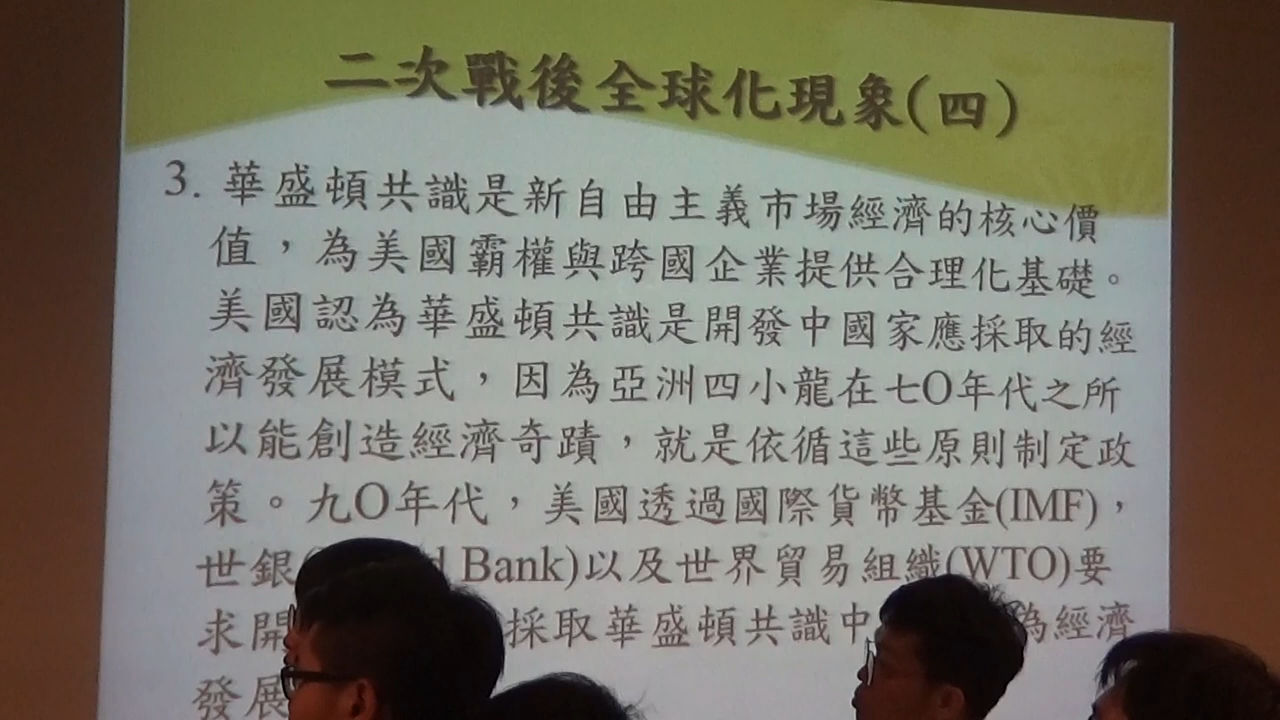 二次戰後全球化現象(四)
3. 華盛頓共識是新自由主義市場經濟的核心價
值，為美國霸權與跨國企業提供合理化基礎。
美國認為華盛頓共識是開發中國家應採取的經
濟發展模式，因為亞洲四小龍在七O年代之所
以能創造經濟奇蹟，就是依循這些原則制定政
策。九O年代，美國透過國際貨幣基金(IMF)，
世銀( Bank)以及世界貿易組織(WTO)要
求開 採取華盛頓共識中 為經濟
發展